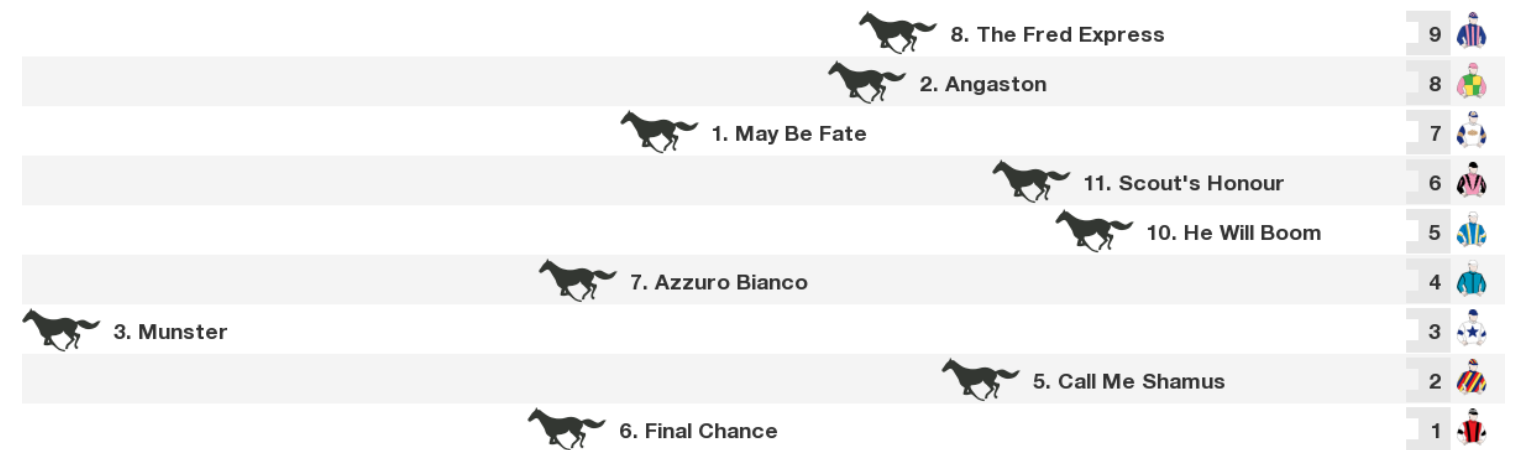 8. The Fred Express 9
2. Angaston 8
1. May Be Fate 7
11. Scout's Honour 6
10. He Will Boom 5
7. Azzuro Bianco 4
3. Munster 3
5. Call Me Shamus 2
6. Final Chance 1